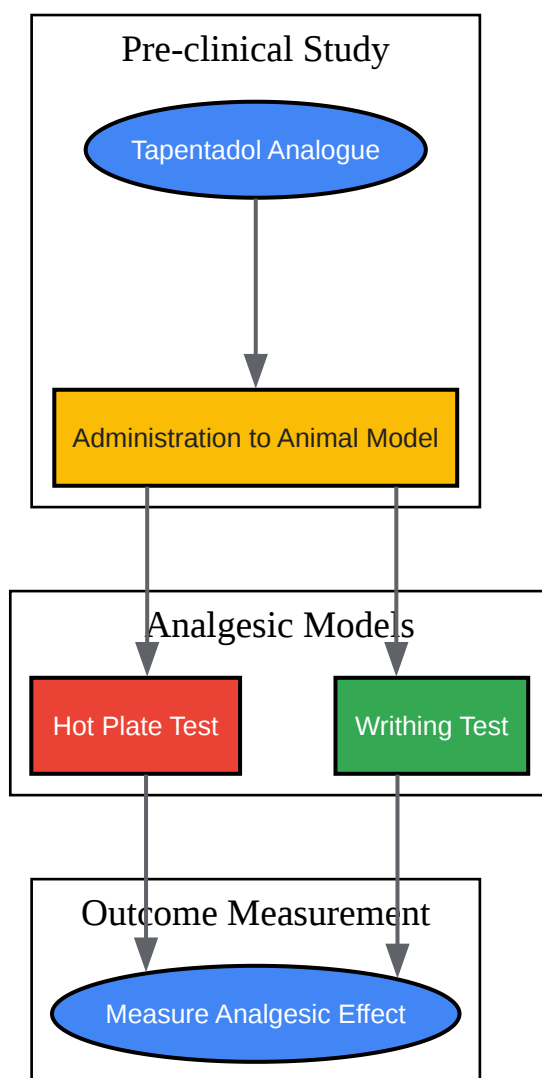 Pre-clinical Study
Tapentadol Analogue
Administration to Animal Model
Analgesic Models
Hot Plate Test
Writhing Test
Outcome Measurement
Measure Analgesic Effect